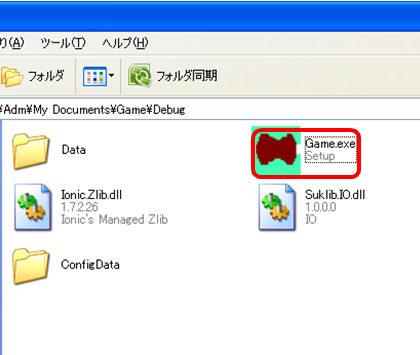 り(A) ツール(T) ヘルプ(H)
フォルダ フォルダ同期
¥Adm¥My Documents¥Game¥Debug
Data
Game.exe
Setup
Ionic.Zlib.dll
1.7.2.26
Ionic's Managed Zlib
Suklib.IO.dll
1.0.0.0
IO
ConfigData